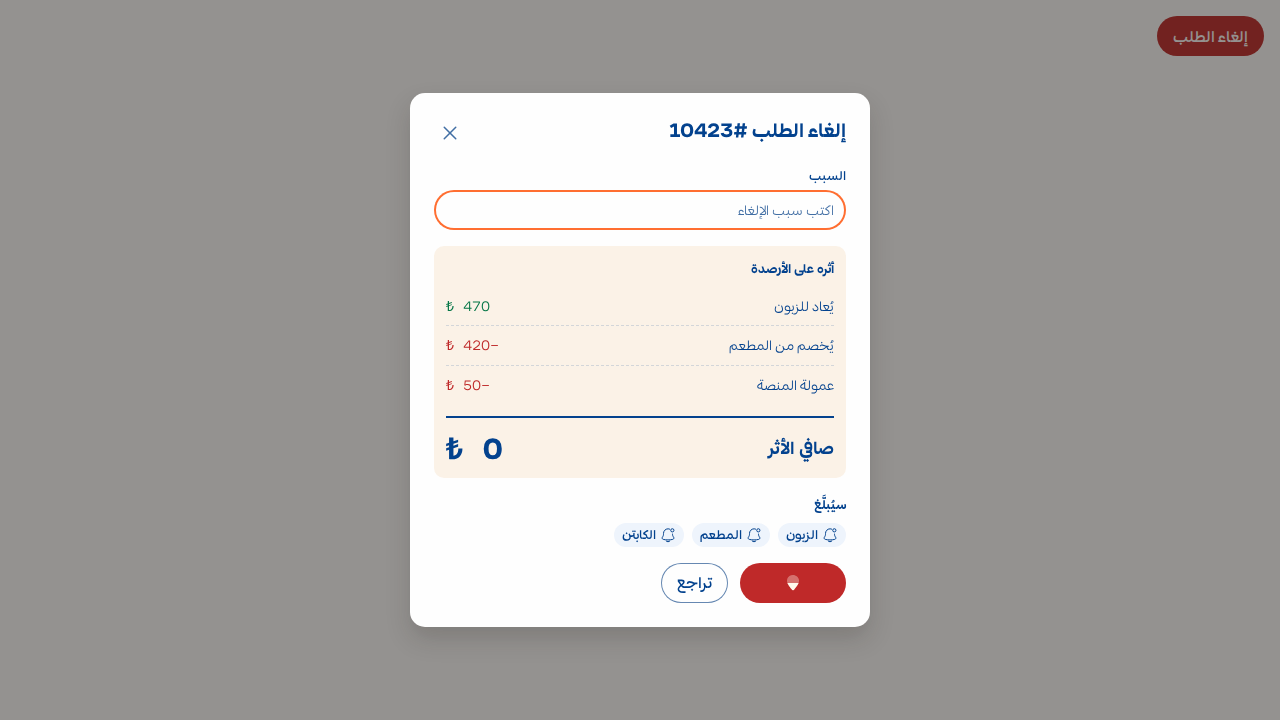 إلغاء الطلب
إلغاء الطلب #10423
السبب
اكتب سبب الإلغاء
أثره على الأرصدة
يُعاد للزبون 470 ₺
يُخصم من المطعم −420 ₺
عمولة المنصة −50 ₺
صافي الأثر 0 ₺
سيُبلَّغ
الزبون المطعم الكابتن
تراجع